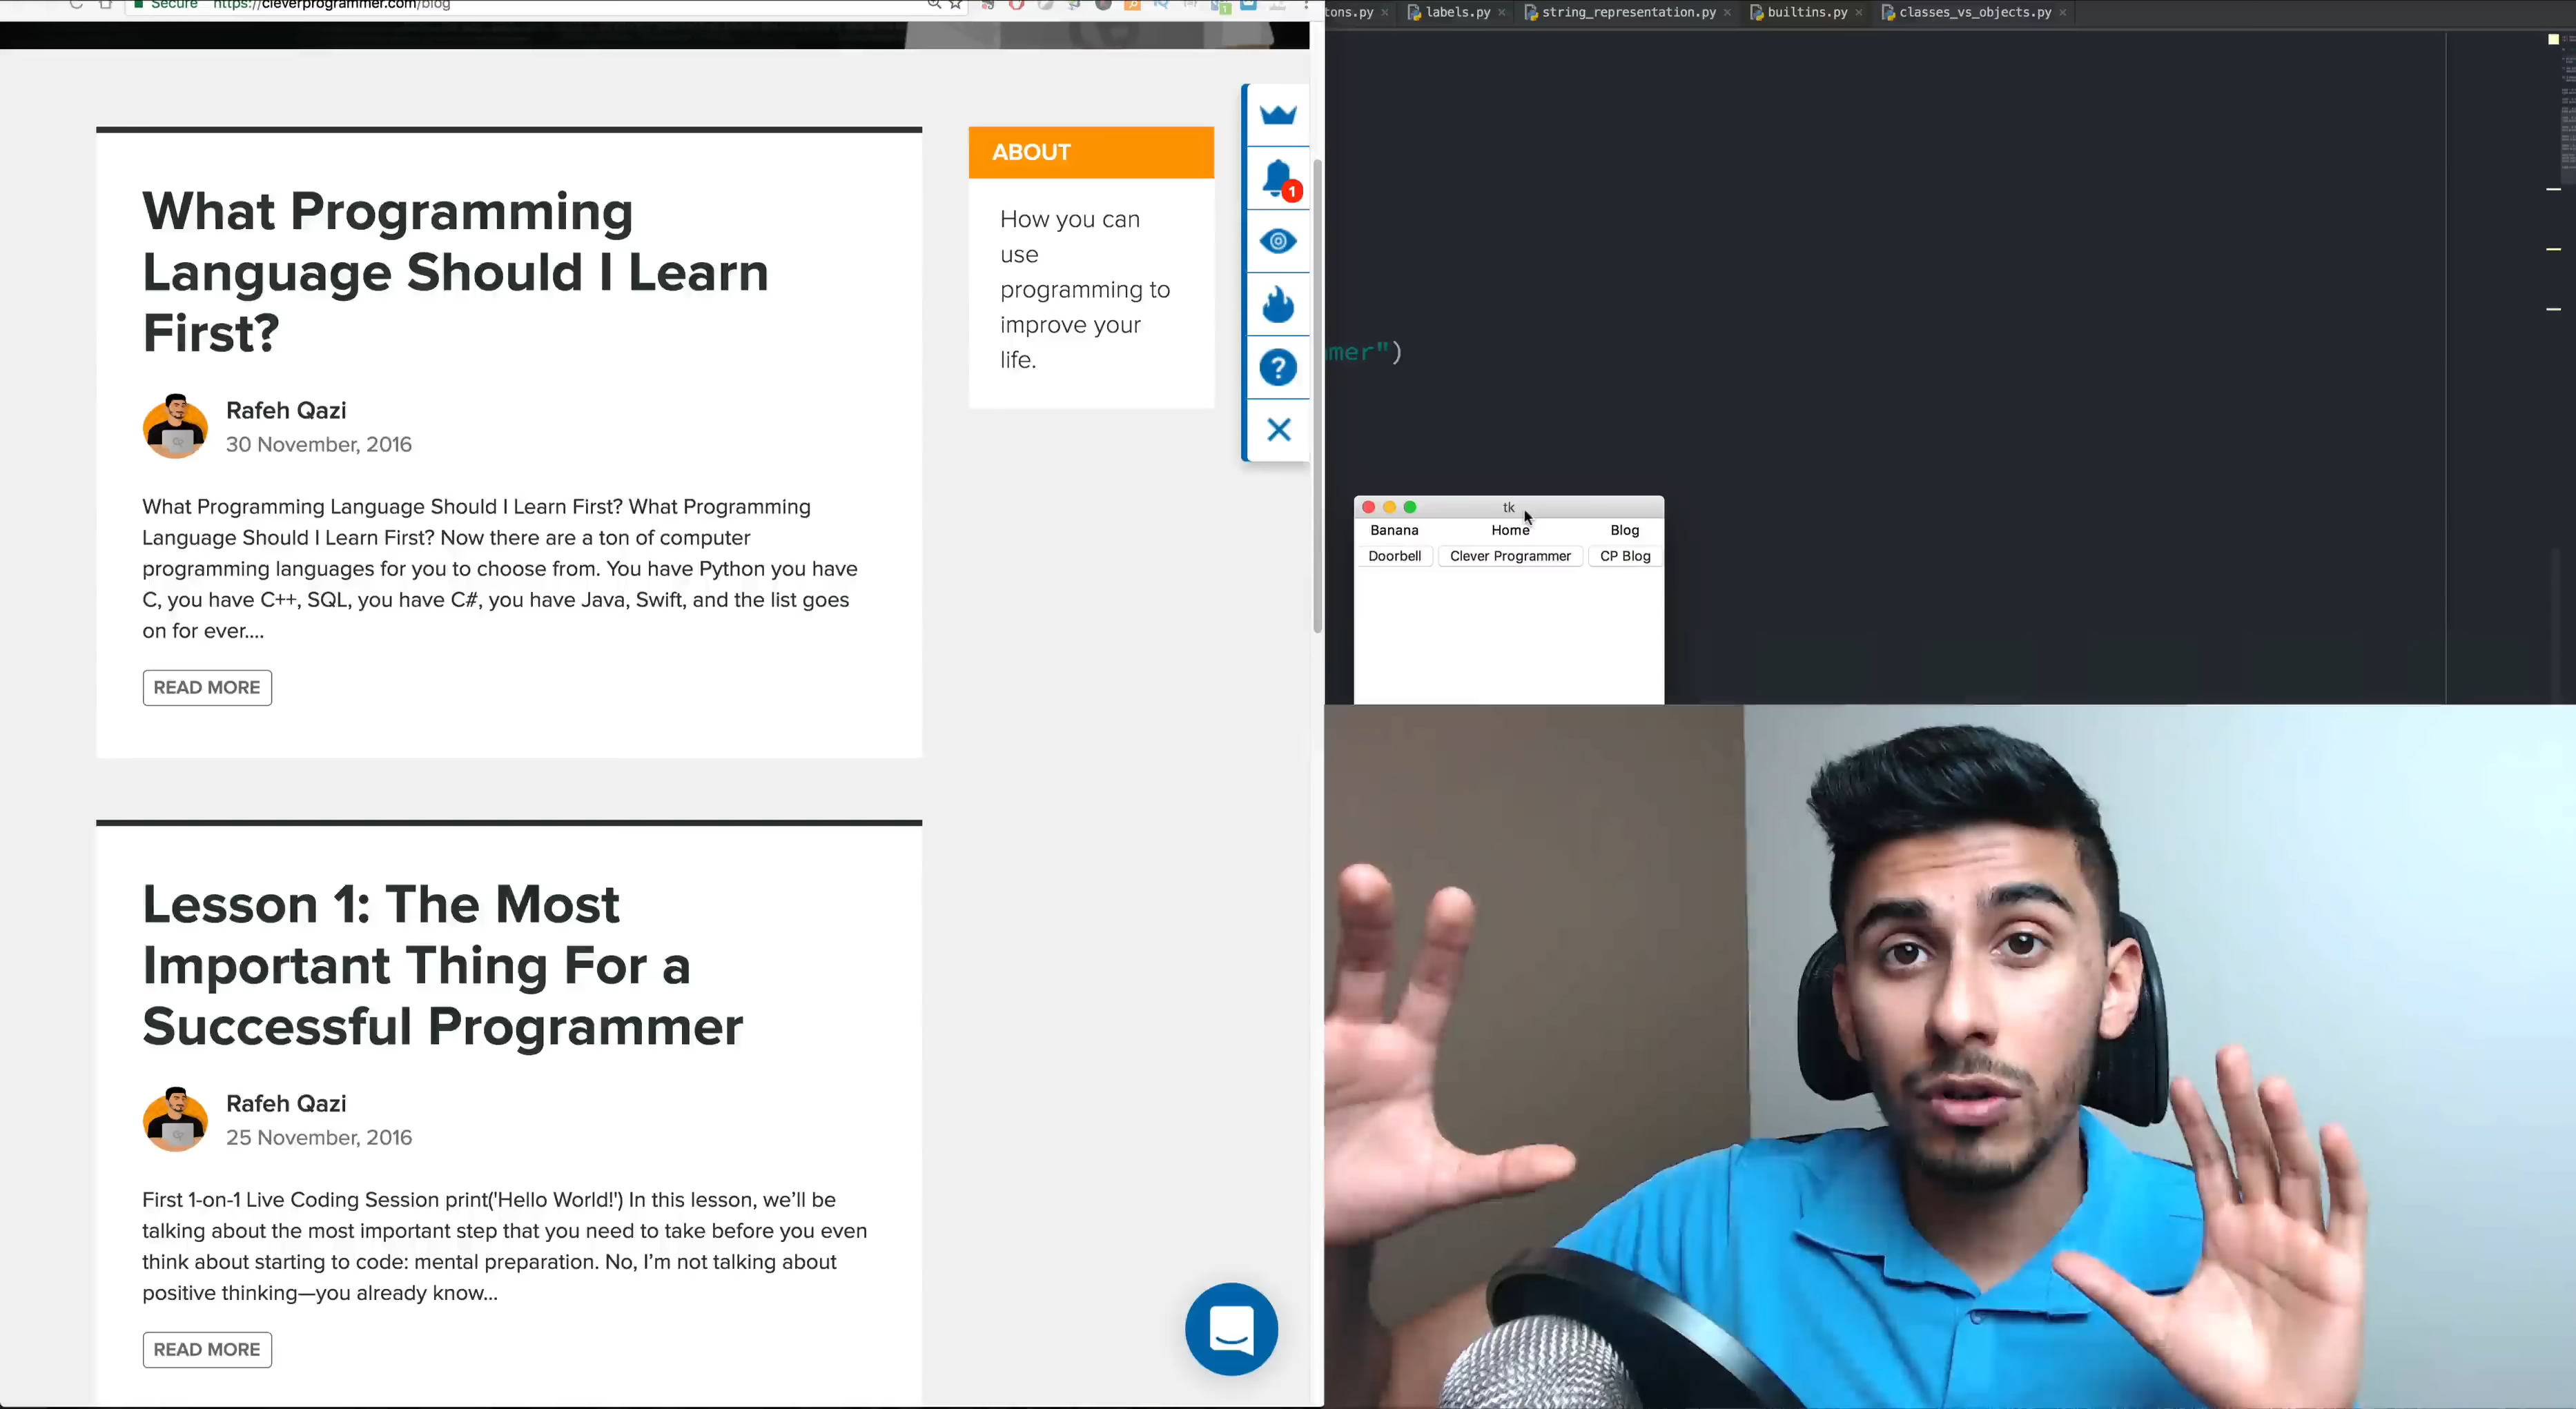 Secure https://cleverprogrammer.com/blog
What Programming
Language Should I Learn
First?
Rafeh Qazi
30 November, 2016
What Programming Language Should I Learn First? What Programming
Language Should I Learn First? Now there are a ton of computer
programming languages for you to choose from. You have Python you have
C, you have C++, SQL, you have C#, you have Java, Swift, and the list goes
on for ever....
READ MORE
Lesson 1: The Most
Important Thing For a
Successful Programmer
Rafeh Qazi
25 November, 2016
First 1-on-1 Live Coding Session print('Hello World!') In this lesson, we’ll be
talking about the most important step that you need to take before you even
think about starting to code: mental preparation. No, I’m not talking about
positive thinking—you already know...
READ MORE
ABOUT
How you can
use
programming to
improve your
life.
1
?
tons.py labels.py string_representation.py builtins.py classes_vs_objects.py
mer")
tk
Banana Home Blog
Doorbell Clever Programmer CP Blog